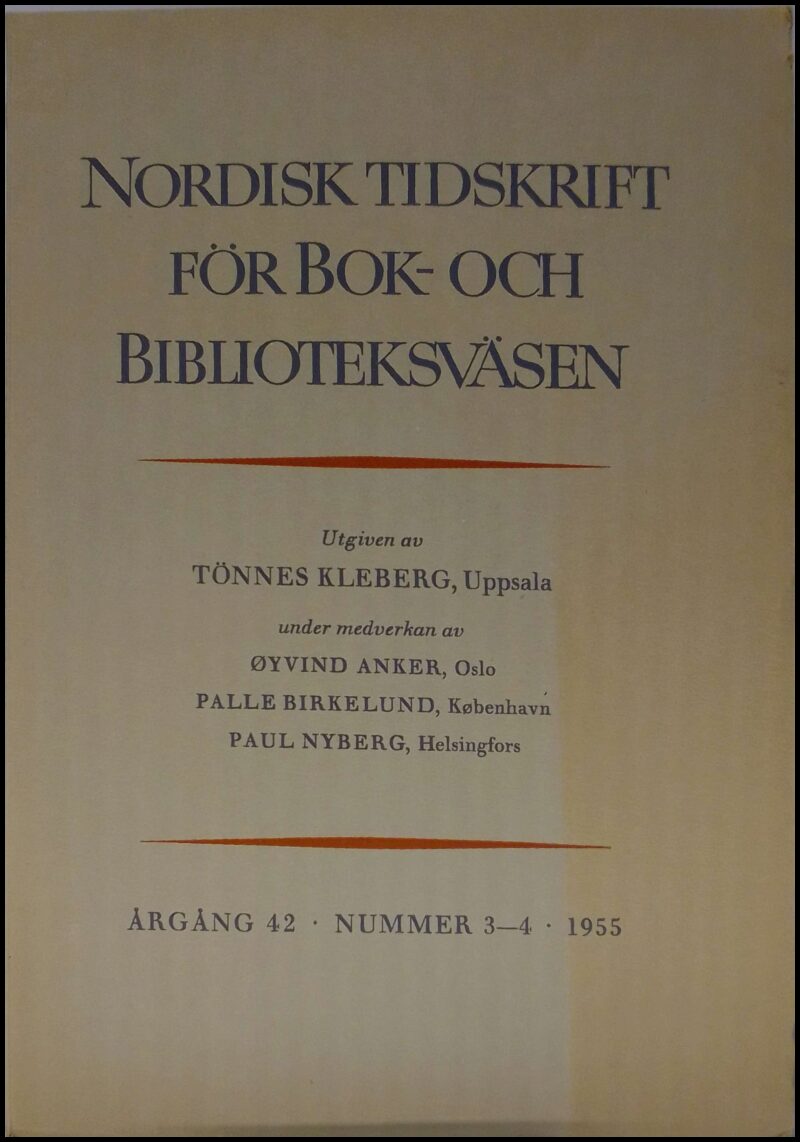 NORDISK TIDSKRIFT
FÖR BOK- OCH
BIBLIOTEKSVÄSEN
Utgiven av
TÖNNES KLEBERG, Uppsala
under medverkan av
ØYVIND ANKER, Oslo
PALLE BIRKELUND, København
PAUL NYBERG, Helsingfors
ÅRGÅNG 42 · NUMMER 3—4 · 1955